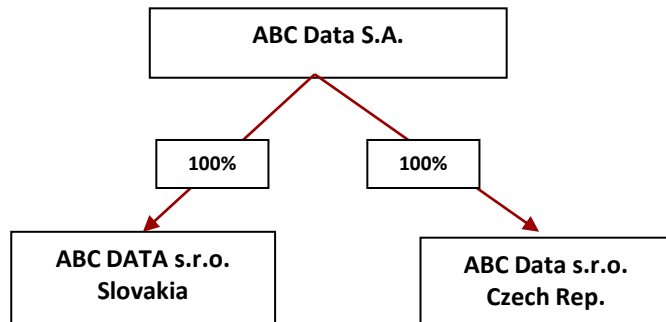 ABC Data S.A.
100%
100%
ABC DATA s.r.o.
Slovakia
ABC Data s.r.o.
Czech Rep.